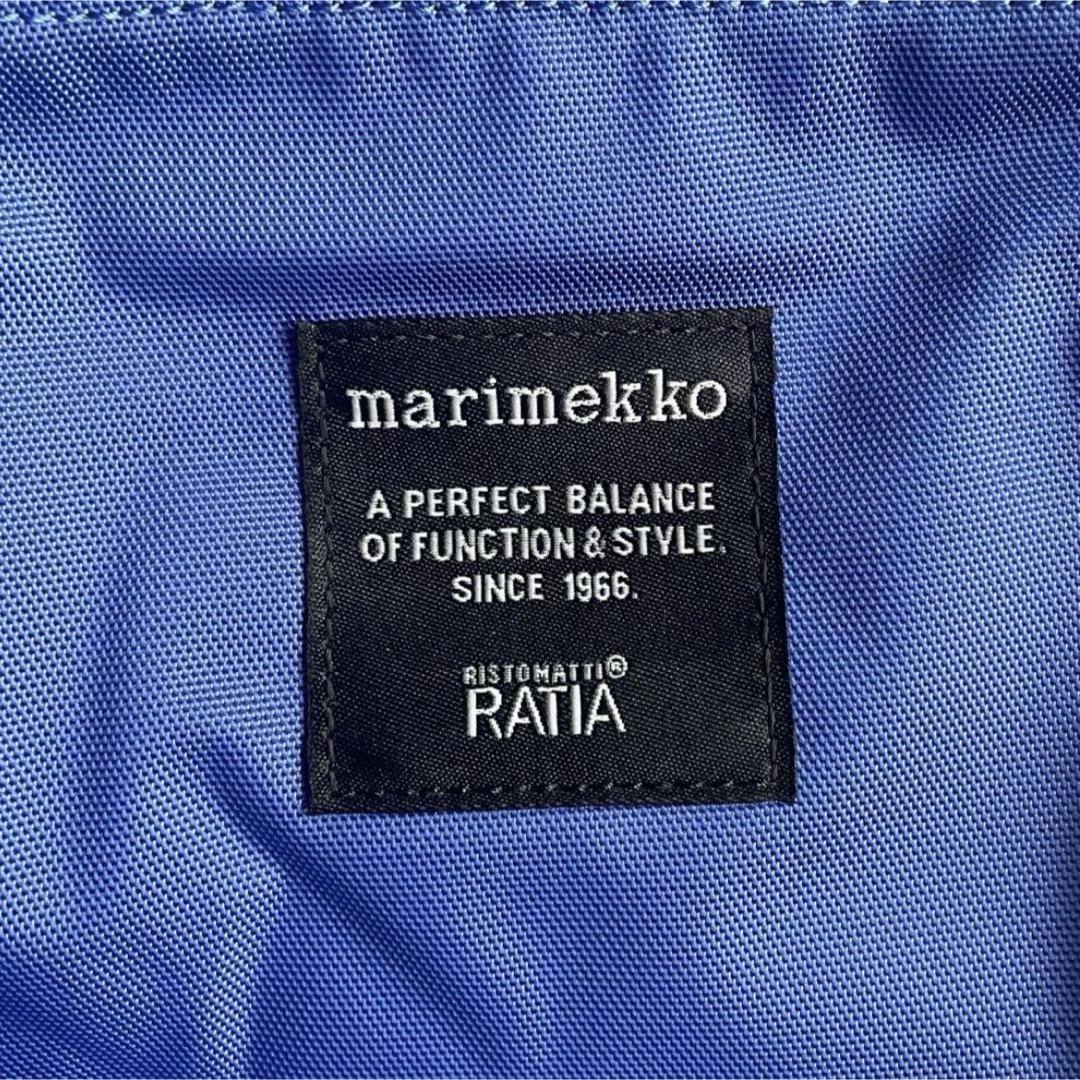 marimekko
A PERFECT BALANCE
OF FUNCTION & STYLE.
SINCE 1966.
RISTOMATTI®
RATIA